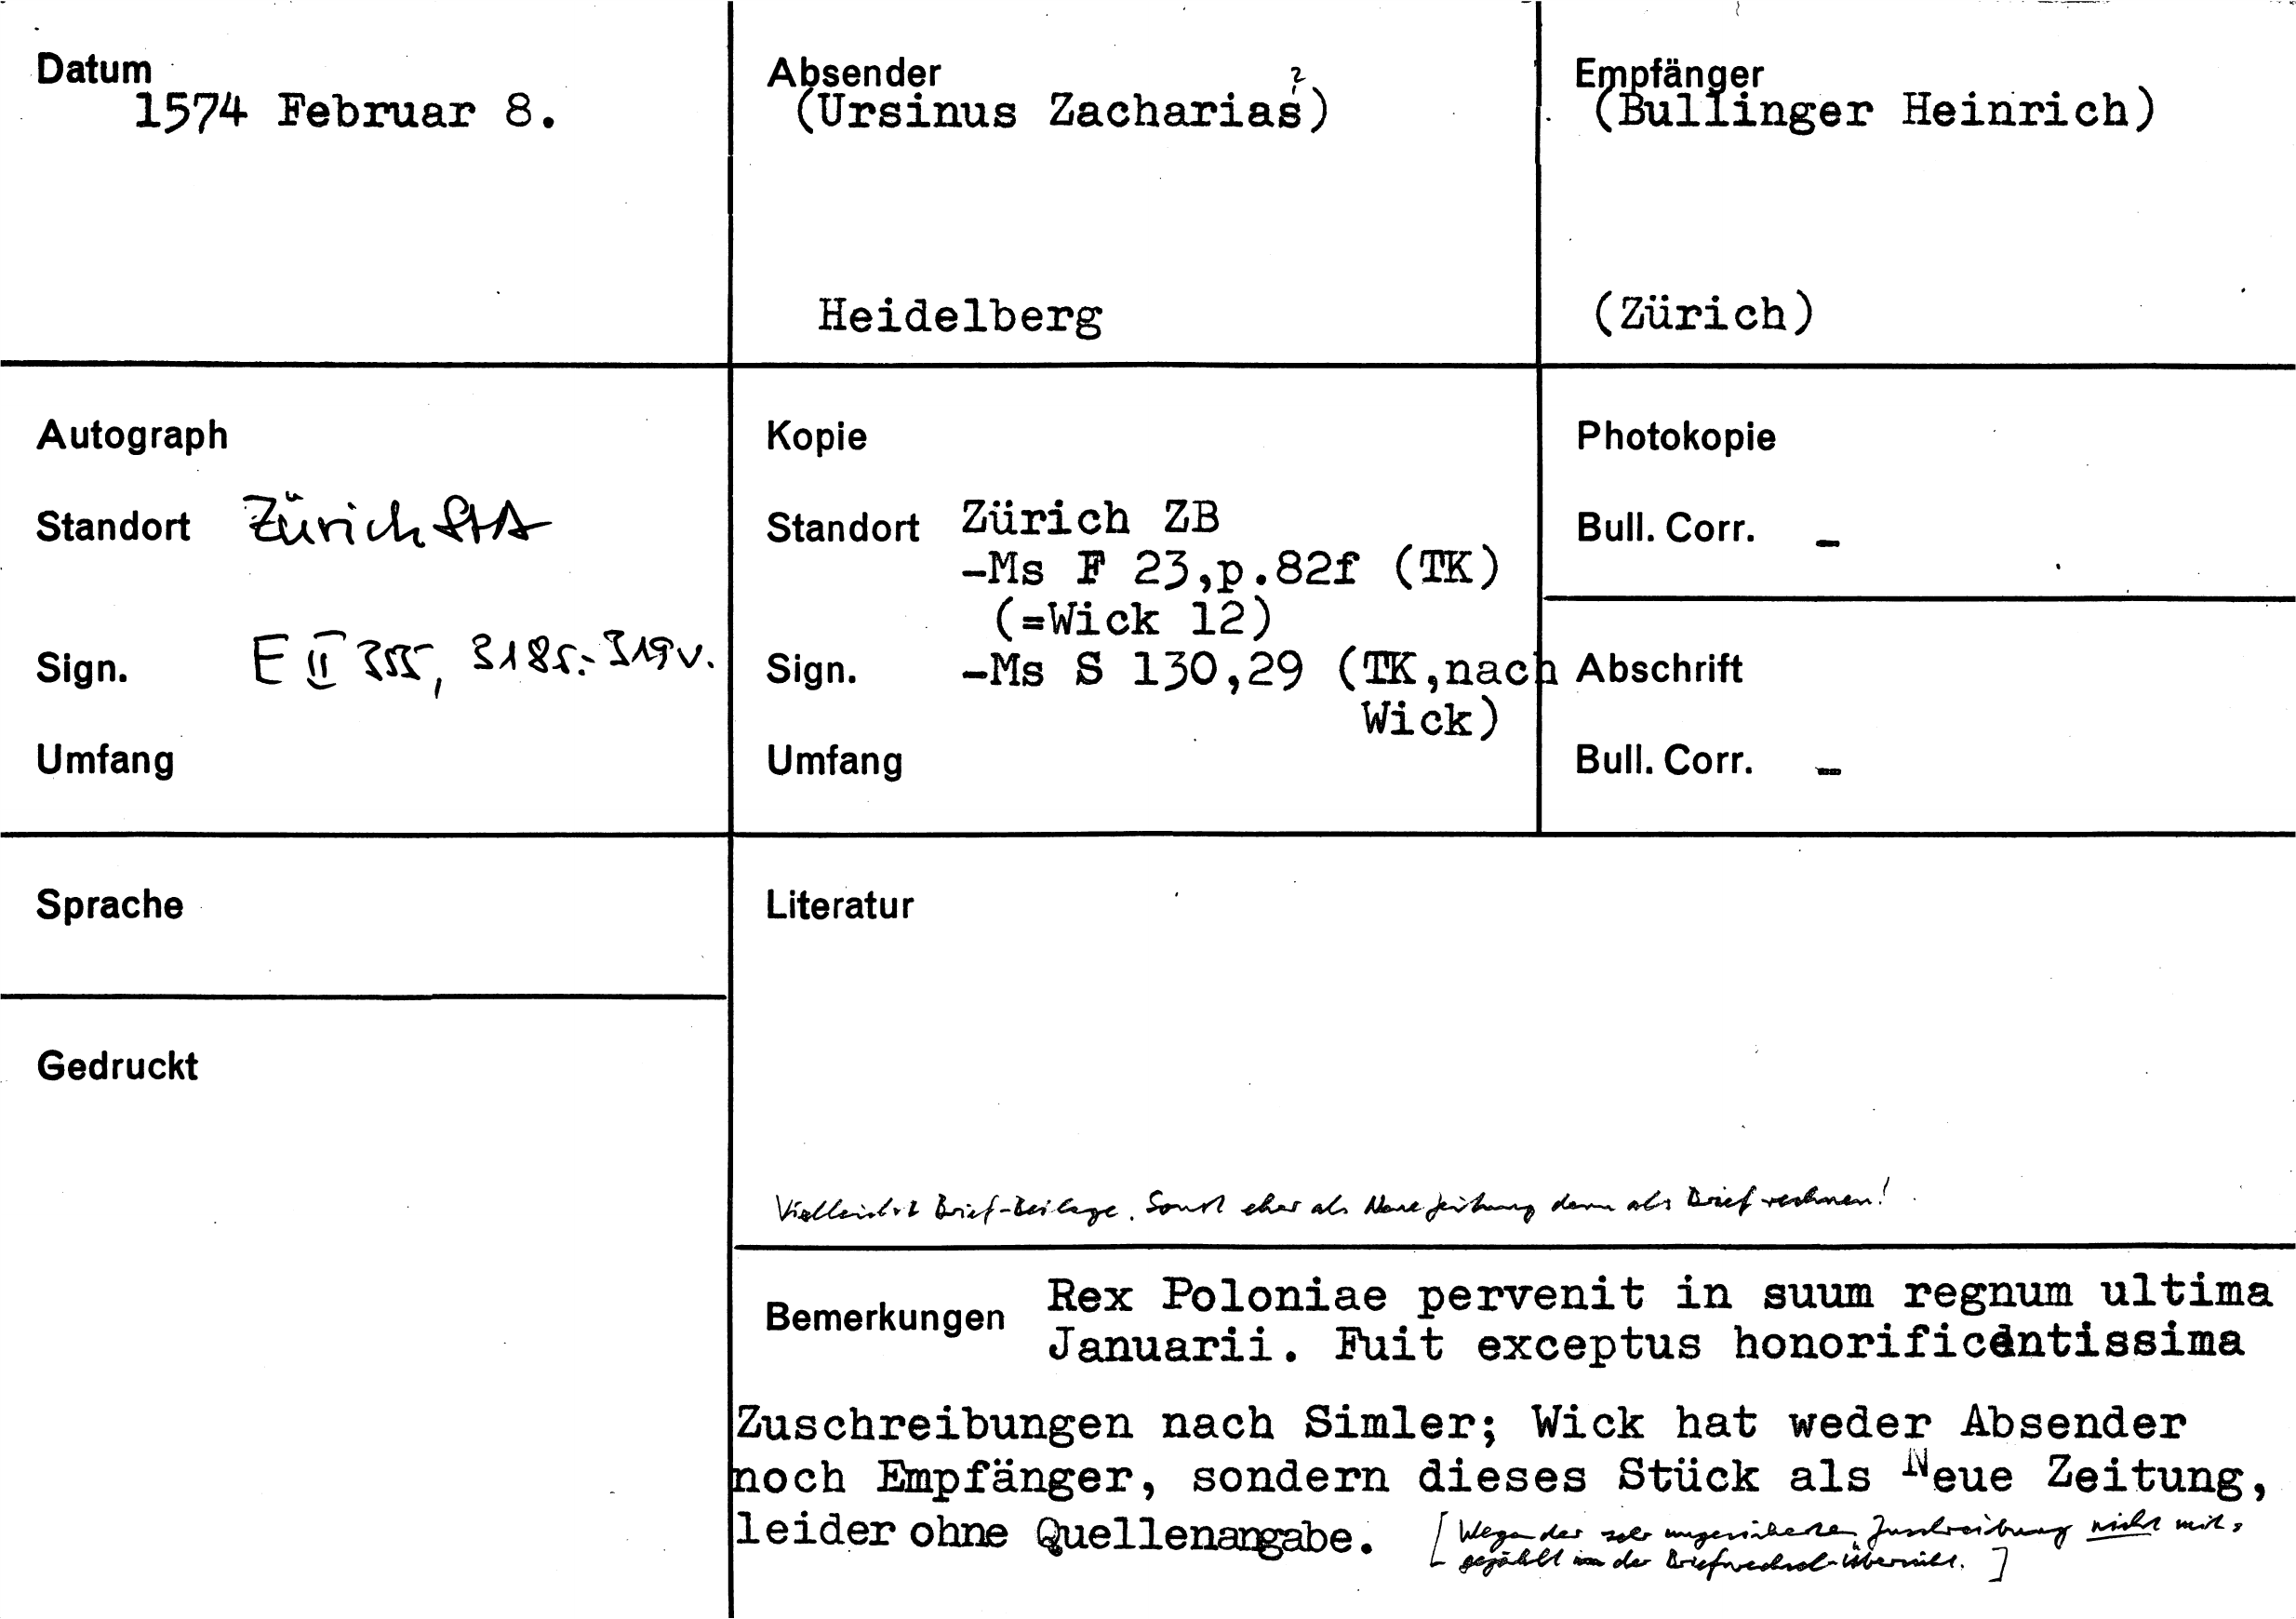 Datum
1574 Februar 8.
Absender
(Ursinus Zacharias?)
Heidelberg
Empfänger
(Bullinger Heinrich)
(Zürich)
Autograph
Standort Zürich StA
Sign. E II 355, 318r.-319v.
Umfang
Kopie
Standort Zürich ZB
-Ms F 23,p.82f (TK)
(=Wick 12)
Sign. -Ms S 130,29 (TK,nach
Wick)
Umfang
Photokopie
Bull. Corr. -
Abschrift
Bull. Corr. -
Sprache
Gedruckt
Literatur
Vielleicht Brief-Beilage. Sonst eher als Neue Zeitung denn als Brief rechnen!
Bemerkungen Rex Poloniae pervenit in suum regnum ultima
Januarii. Fuit exceptus honorificentissima
Zuschreibungen nach Simler; Wick hat weder Absender
noch Empfänger, sondern dieses Stück als Neue Zeitung,
leider ohne Quellenangabe. [Wegen der sehr ungesicherten Zuschreibung nicht mit-
gezählt in der Briefwechsel-Übersicht.]